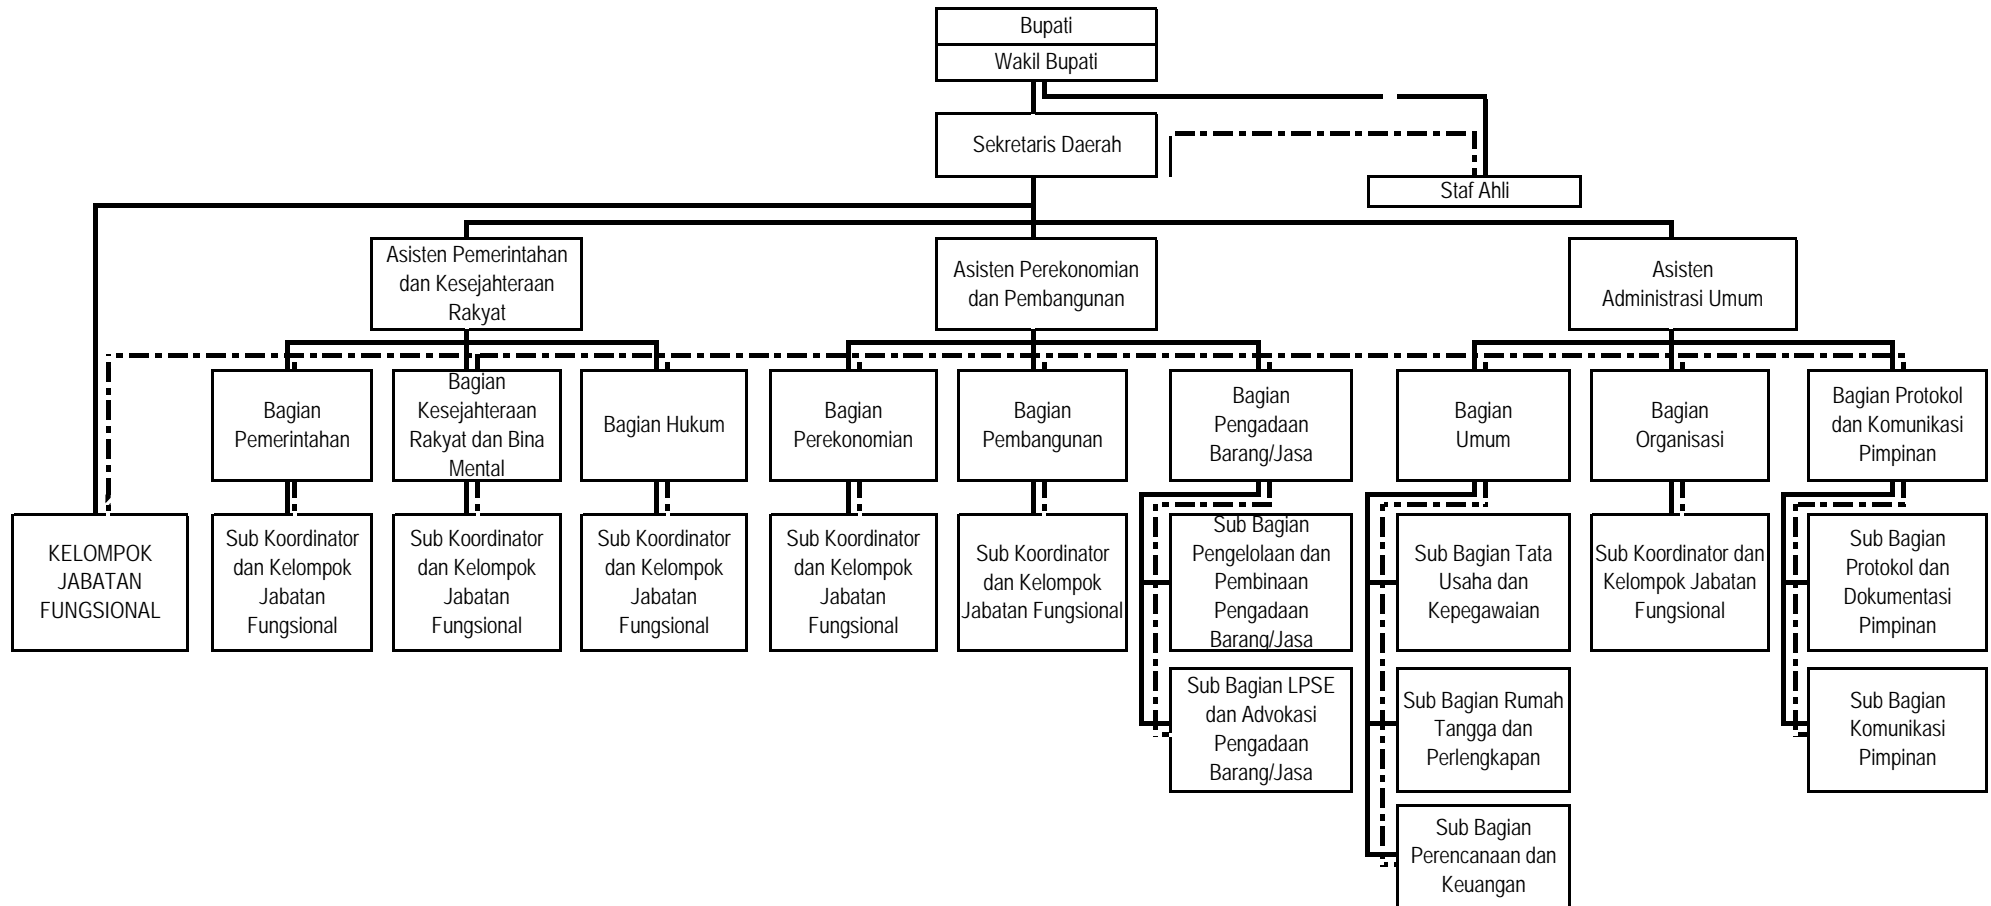 Bupati
Wakil Bupati
Sekretaris Daerah
Staf Ahli
Asisten Pemerintahan
dan Kesejahteraan
Rakyat
Asisten Perekonomian
dan Pembangunan
Asisten
Administrasi Umum
Bagian
Pemerintahan
Bagian
Kesejahteraan
Rakyat dan Bina
Mental
Bagian Hukum
Bagian
Perekonomian
Bagian
Pembangunan
Bagian
Pengadaan
Barang/Jasa
Bagian
Umum
Bagian
Organisasi
Bagian Protokol
dan Komunikasi
Pimpinan
KELOMPOK
JABATAN
FUNGSIONAL
Sub Koordinator
dan Kelompok
Jabatan
Fungsional
Sub Koordinator
dan Kelompok
Jabatan
Fungsional
Sub Koordinator
dan Kelompok
Jabatan
Fungsional
Sub Koordinator
dan Kelompok
Jabatan
Fungsional
Sub Koordinator
dan Kelompok
Jabatan Fungsional
Sub Bagian
Pengelolaan dan
Pembinaan
Pengadaan
Barang/Jasa
Sub Bagian Tata
Usaha dan
Kepegawaian
Sub Koordinator dan
Kelompok Jabatan
Fungsional
Sub Bagian
Protokol dan
Dokumentasi
Pimpinan
Sub Bagian LPSE
dan Advokasi
Pengadaan
Barang/Jasa
Sub Bagian Rumah
Tangga dan
Perlengkapan
Sub Bagian
Komunikasi
Pimpinan
Sub Bagian
Perencanaan dan
Keuangan